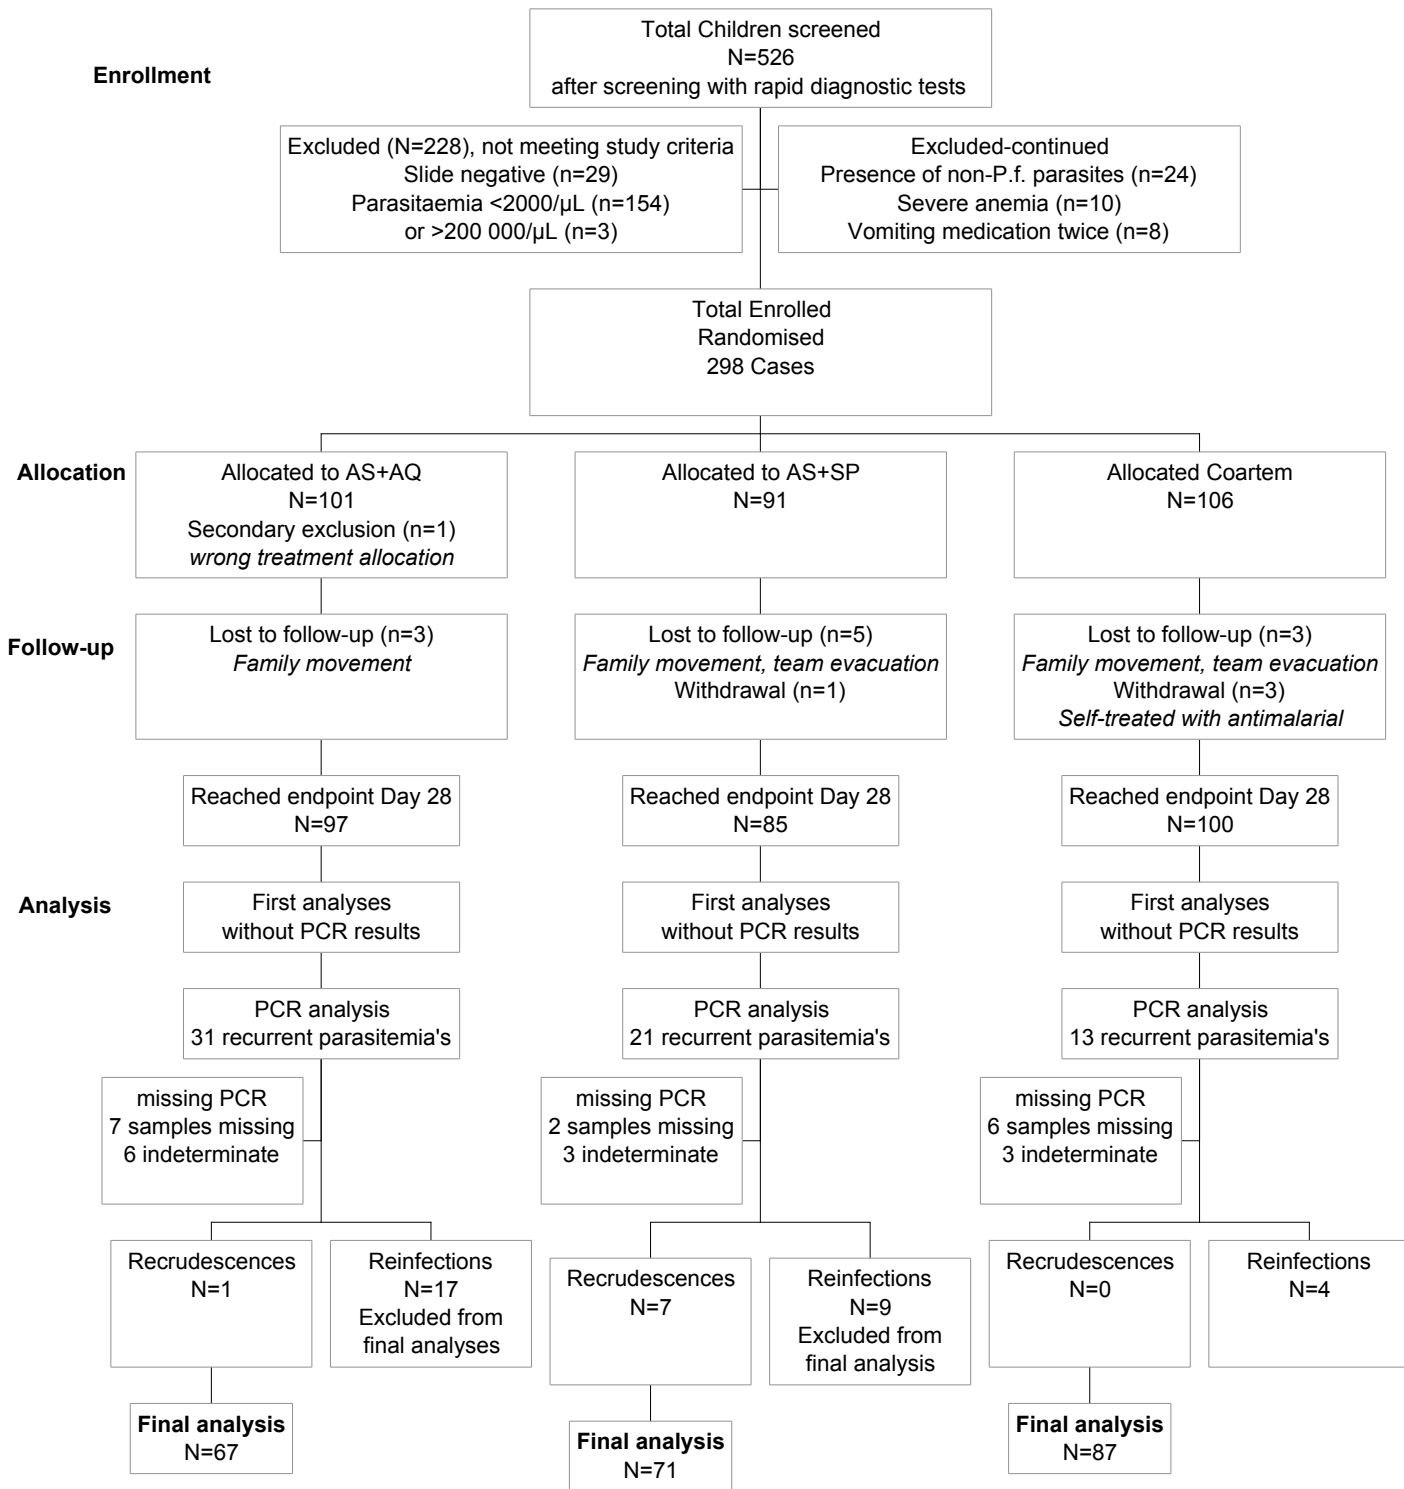 Total Children screened
N=526
after screening with rapid diagnostic tests
Enrollment
Excluded (N=228), not meeting study criteria
Slide negative (n=29)
Parasitaemia <2000/µL (n=154)
or >200 000/µL (n=3)
Excluded-continued
Presence of non-P.f. parasites (n=24)
Severe anemia (n=10)
Vomiting medication twice (n=8)
Total Enrolled
Randomised
298 Cases
Allocation
Allocated to AS+AQ
N=101
Secondary exclusion (n=1)
wrong treatment allocation
Allocated to AS+SP
N=91
Allocated Coartem
N=106
Follow-up
Lost to follow-up (n=3)
Family movement
Lost to follow-up (n=5)
Family movement, team evacuation
Withdrawal (n=1)
Lost to follow-up (n=3)
Family movement, team evacuation
Withdrawal (n=3)
Self-treated with antimalarial
Reached endpoint Day 28
N=97
Reached endpoint Day 28
N=85
Reached endpoint Day 28
N=100
Analysis
First analyses
without PCR results
First analyses
without PCR results
First analyses
without PCR results
PCR analysis
31 recurrent parasitemia's
PCR analysis
21 recurrent parasitemia's
PCR analysis
13 recurrent parasitemia's
missing PCR
7 samples missing
6 indeterminate
missing PCR
2 samples missing
3 indeterminate
missing PCR
6 samples missing
3 indeterminate
Recrudescences
N=1
Reinfections
N=17
Excluded from
final analyses
Recrudescences
N=7
Reinfections
N=9
Excluded from
final analysis
Recrudescences
N=0
Reinfections
N=4
Final analysis
N=67
Final analysis
N=71
Final analysis
N=87